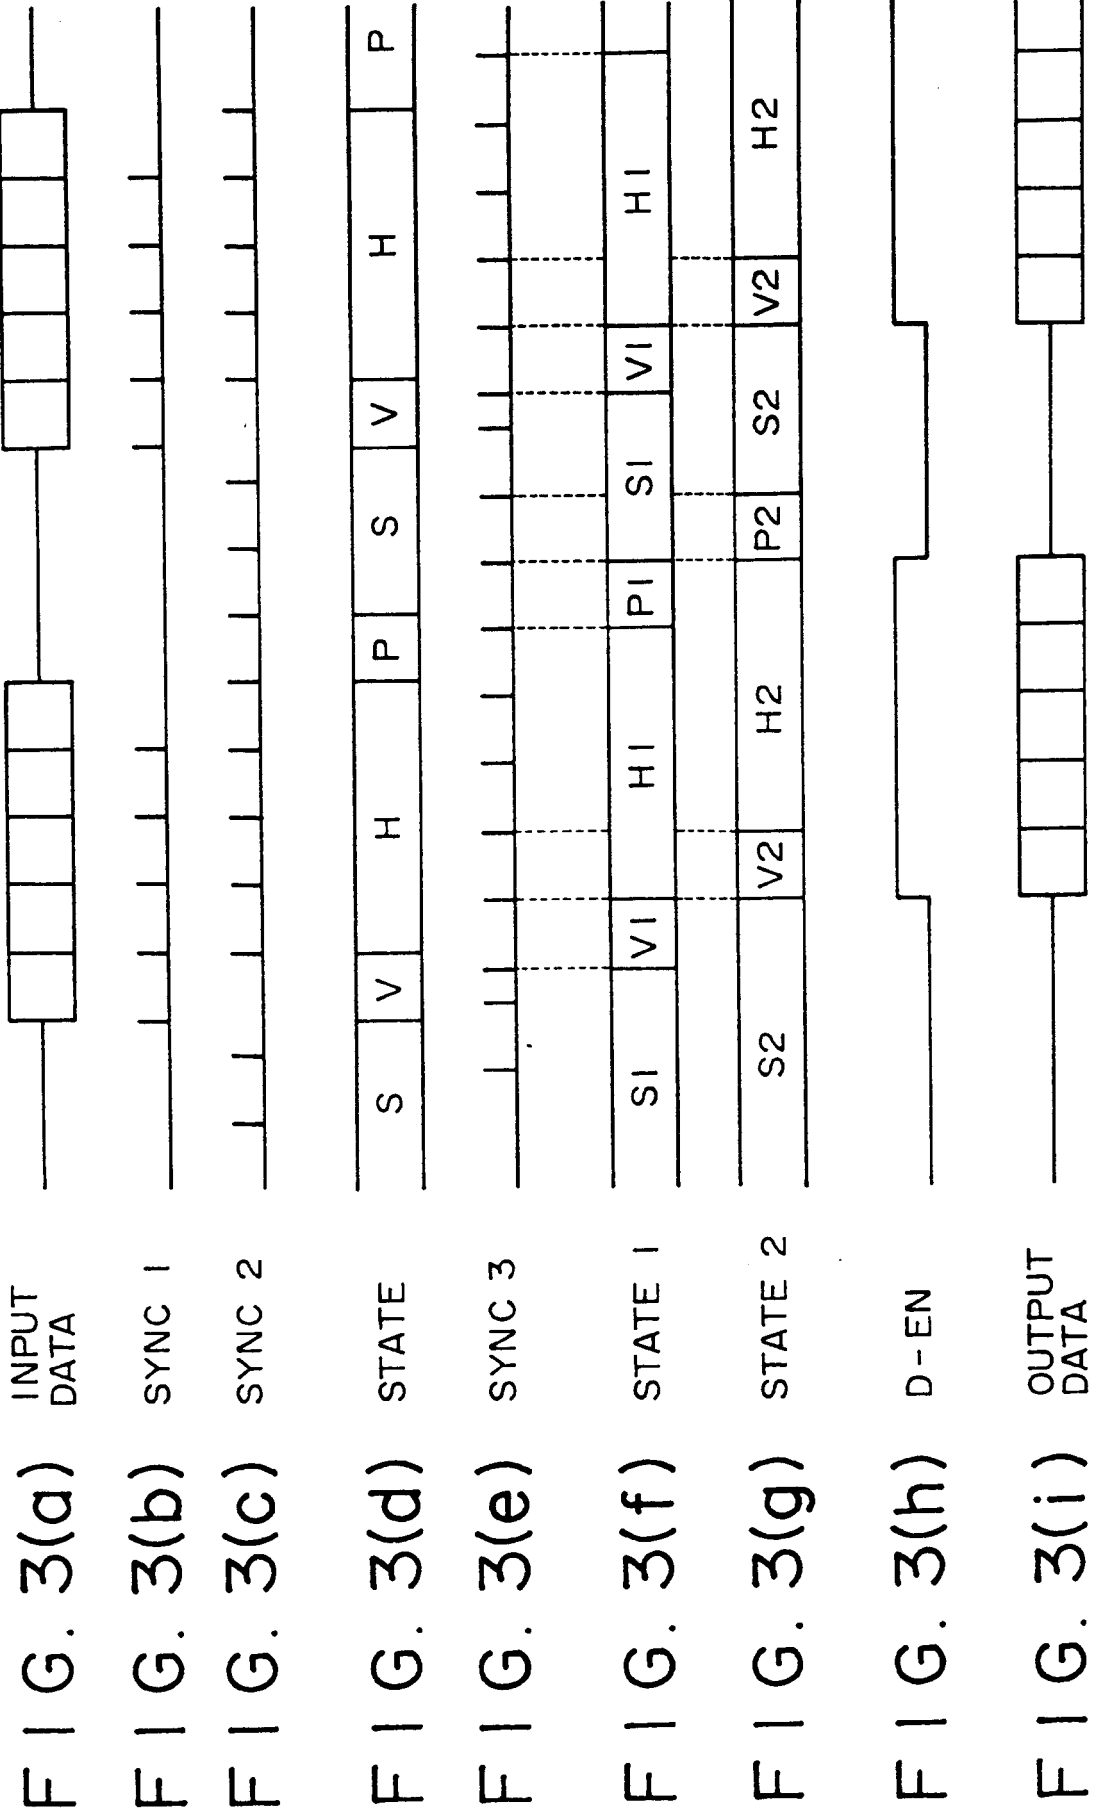 FIG. 3(a) INPUT DATA
FIG. 3(b) SYNC 1
FIG. 3(c) SYNC 2
FIG. 3(d) STATE S V H P S V H P
FIG. 3(e) SYNC 3
FIG. 3(f) STATE 1 S1 V1 H1 P1 S1 V1 H1
FIG. 3(g) STATE 2 S2 V2 H2 P2 S2 V2 H2
FIG. 3(h) D-EN
FIG. 3(i) OUTPUT DATA